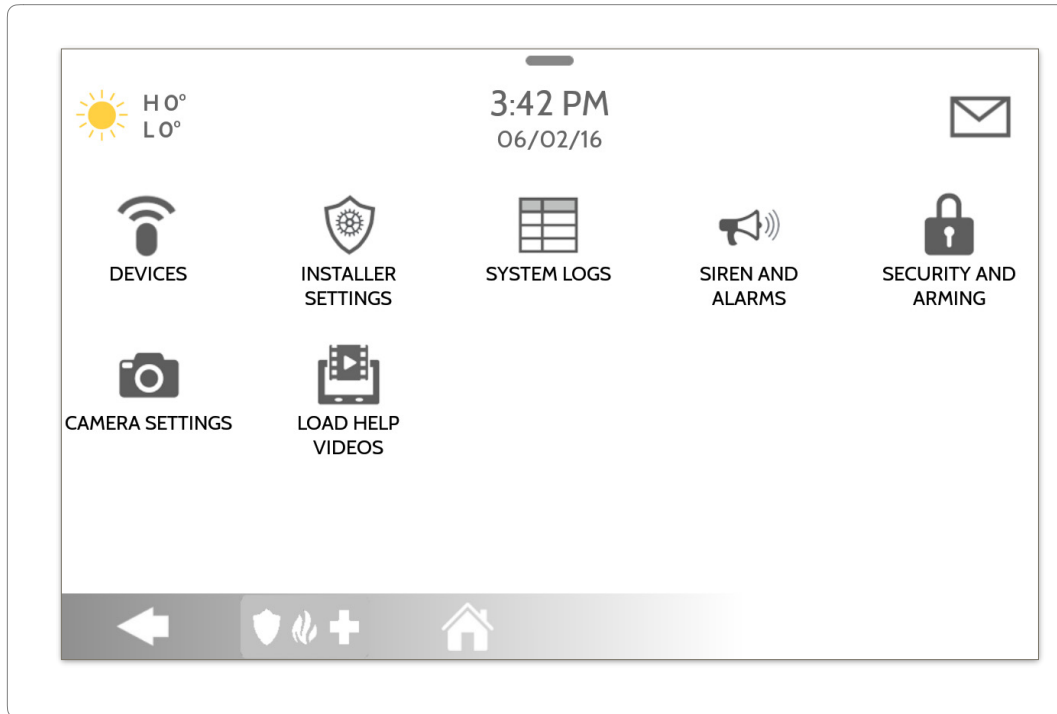 H 0°
L 0°
3:42 PM
06/02/16
DEVICES
INSTALLER
SETTINGS
SYSTEM LOGS
SIREN AND
ALARMS
SECURITY AND
ARMING
CAMERA SETTINGS
LOAD HELP
VIDEOS